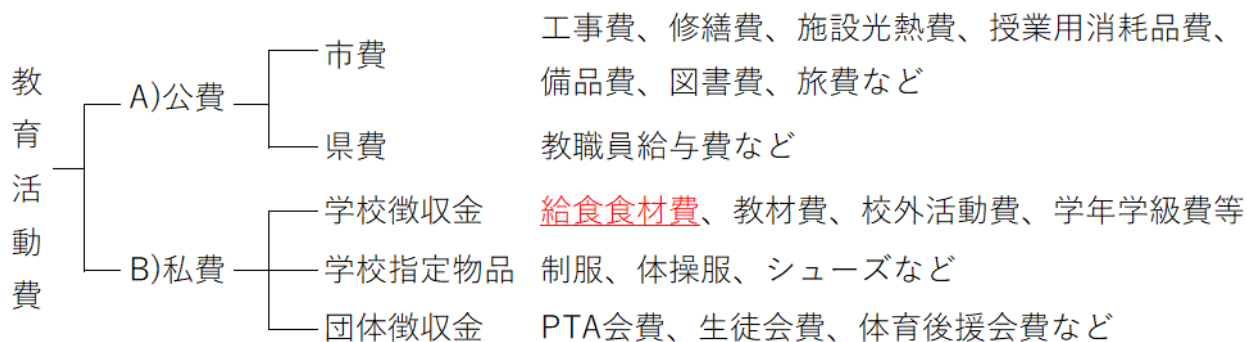 教育活動費
A)公費
市費
工事費、修繕費、施設光熱費、授業用消耗品費、
備品費、図書費、旅費など
県費
教職員給与費など
B)私費
学校徴収金
給食食材費、教材費、校外活動費、学年学級費等
学校指定物品
制服、体操服、シューズなど
団体徴収金
PTA会費、生徒会費、体育後援会費など